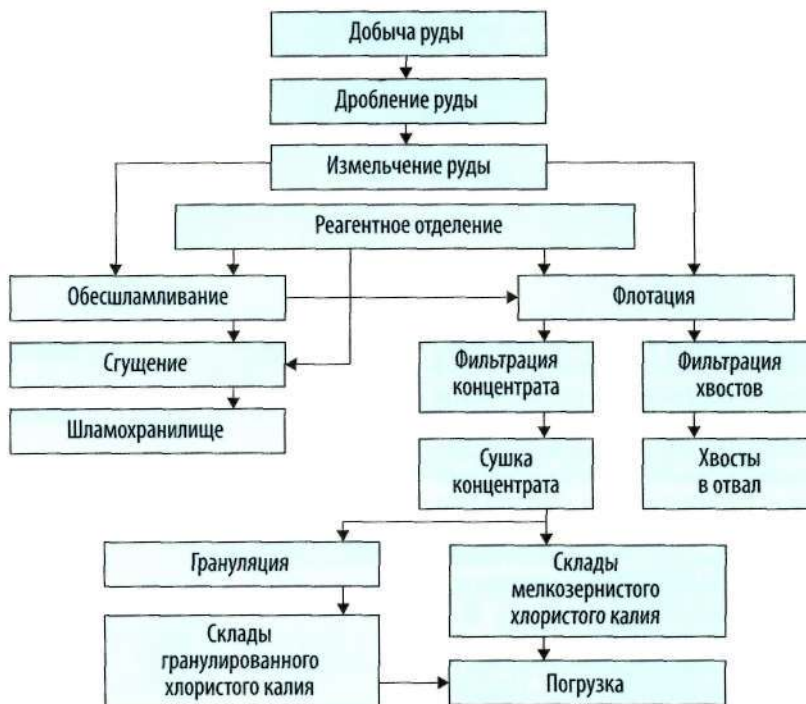 Добыча руды
Дробление руды
Измельчение руды
Реагентное отделение
Обесшламливание
Флотация
Сгущение
Фильтрация
концентрата
Фильтрация
хвостов
Шламохранилище
Сушка
концентрата
Хвосты
в отвал
Грануляция
Склады
мелкозернистого
хлористого калия
Склады
гранулированного
хлористого калия
Погрузка